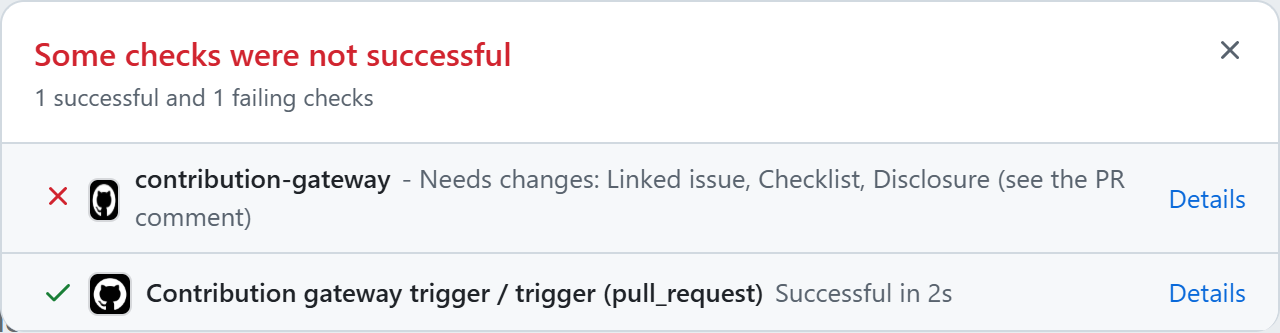 Some checks were not successful
1 successful and 1 failing checks
contribution-gateway - Needs changes: Linked issue, Checklist, Disclosure (see the PR
comment)
Details
Contribution gateway trigger / trigger (pull_request) Successful in 2s
Details